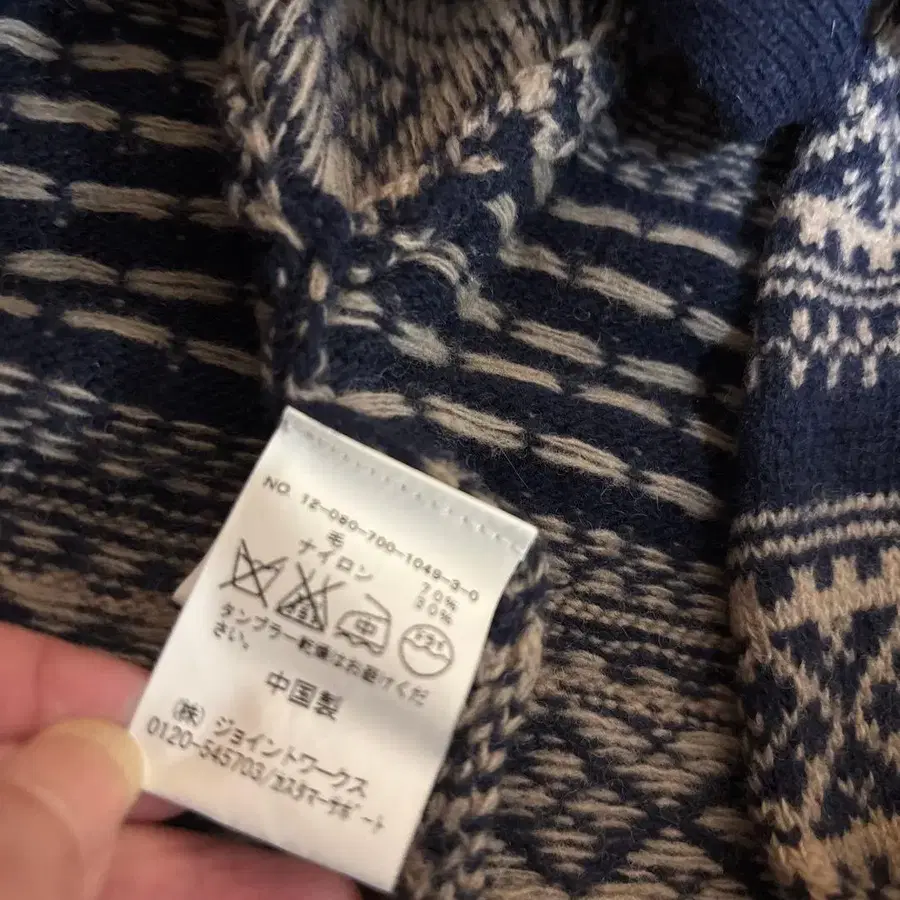 NO. 12-080-700-1049-3-0
毛 70%
ナイロン 30%
中
タンブラー乾燥はお避けくだ
さい。
中国製
(株) ジョイントワークス
0120-545703/カスタマーサポート